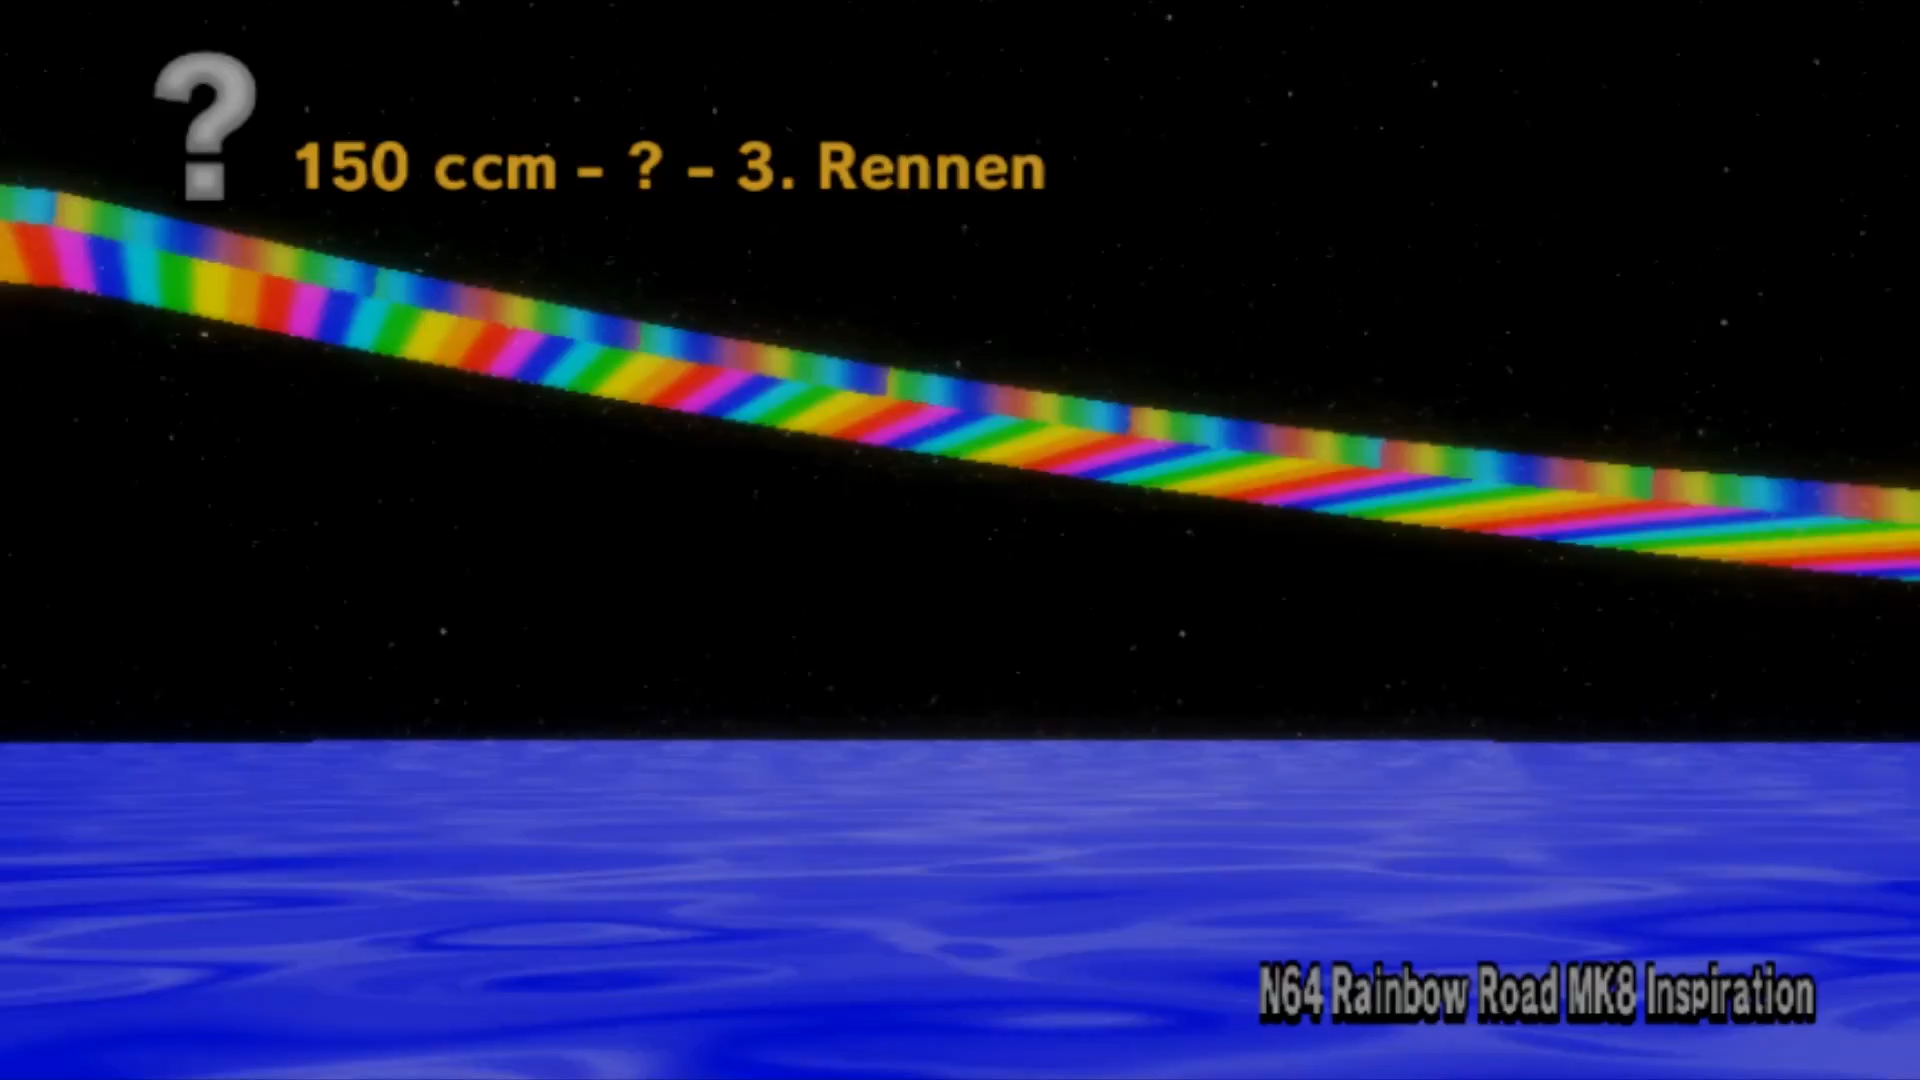 ?
150 ccm - ? - 3. Rennen
N64 Rainbow Road MK8 Inspiration